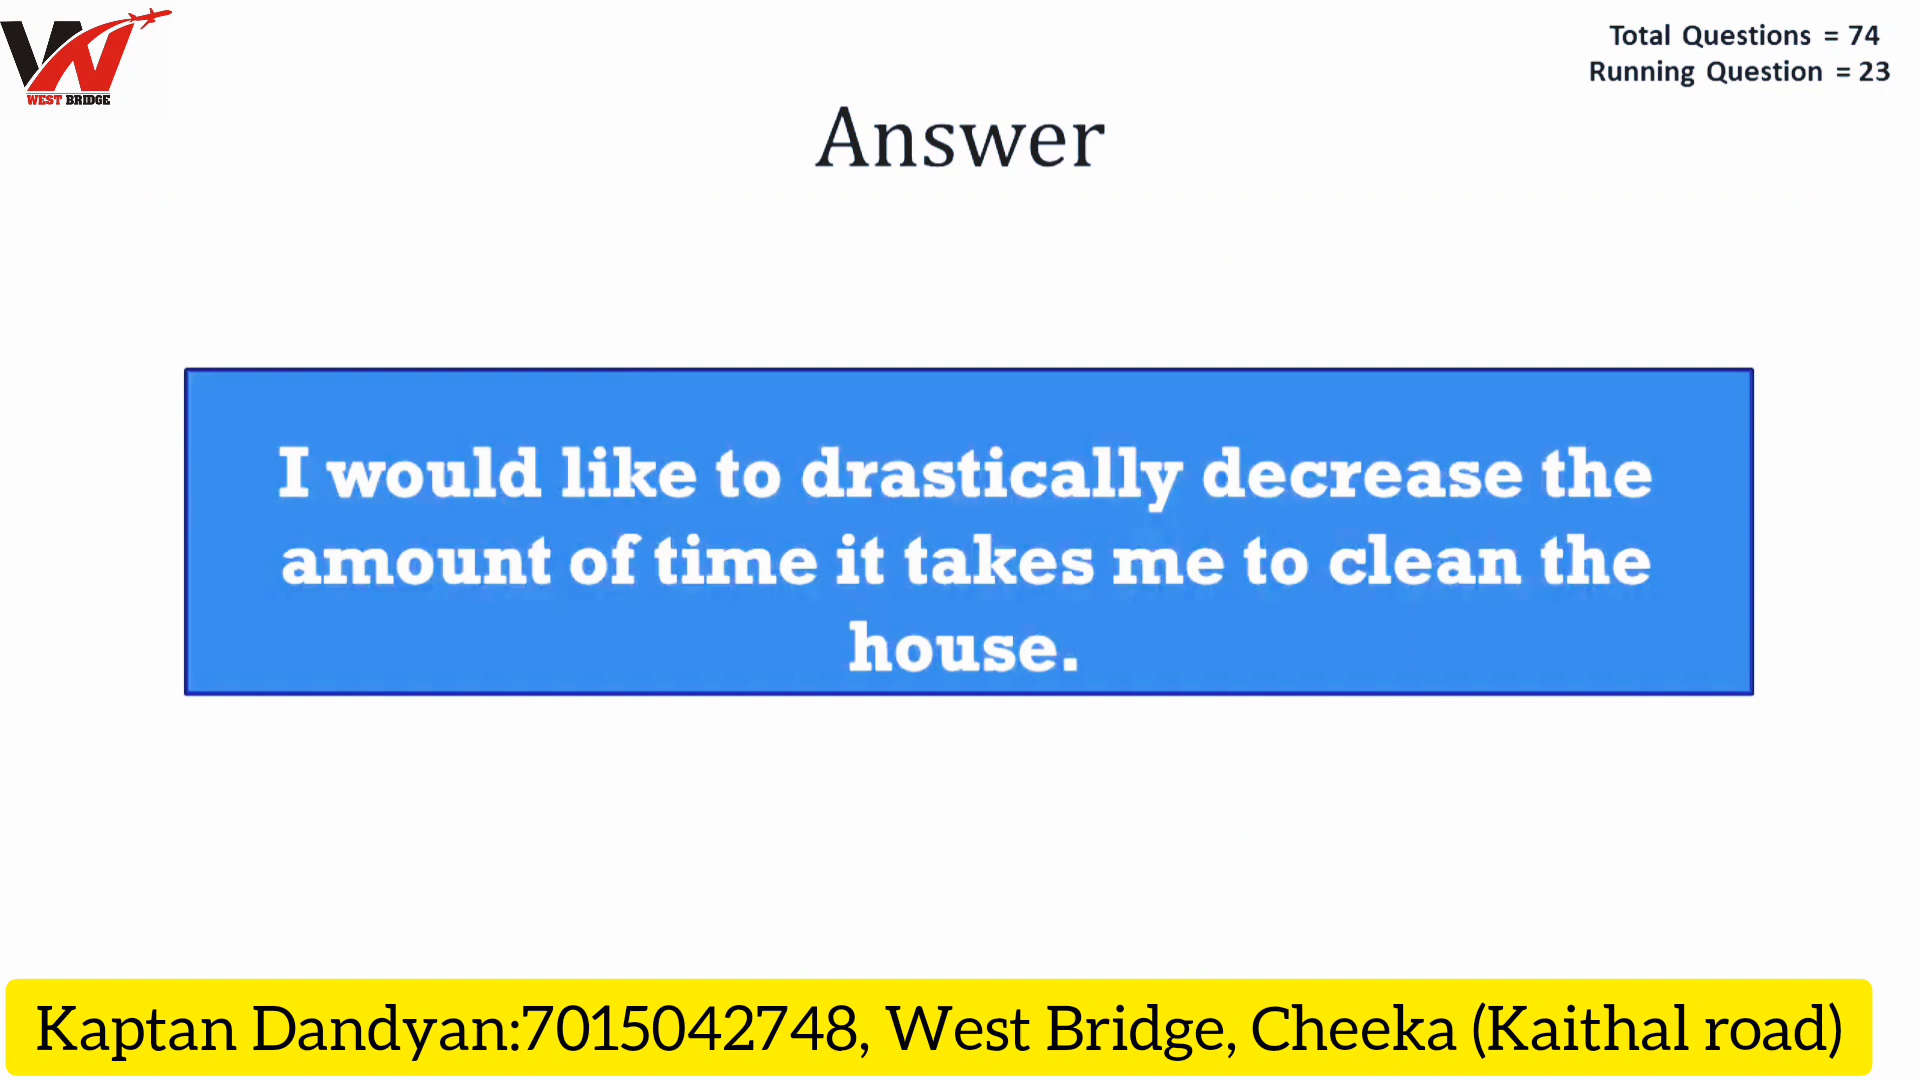 WEST BRIDGE
Total Questions = 74
Running Question = 23
Answer
I would like to drastically decrease the
amount of time it takes me to clean the
house.
Kaptan Dandyan:7015042748, West Bridge, Cheeka (Kaithal road)